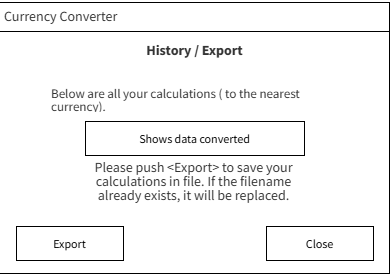 Currency Converter
History / Export
Below are all your calculations ( to the nearest
currency).
Shows data converted
Please push <Export> to save your
calculations in file. If the filename
already exists, it will be replaced.
Export
Close